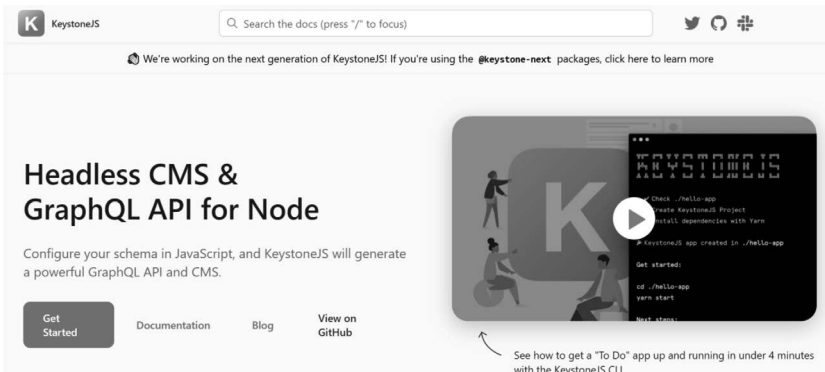 K KeystoneJS
Search the docs (press "/" to focus)
We're working on the next generation of KeystoneJS! If you're using the @keystone-next packages, click here to learn more
Headless CMS &
GraphQL API for Node
Configure your schema in JavaScript, and KeystoneJS will generate
a powerful GraphQL API and CMS.
Get
Started
Documentation
Blog
View on
GitHub
K
KEYSTONEJS
✓ Check ./hello-app
Create KeystoneJS Project
Install dependencies with Yarn
KeystoneJS app created in ./hello-app
Get started:
cd ./hello-app
yarn start
Next steps:
See how to get a "To Do" app up and running in under 4 minutes
with the KeystoneJS CLI